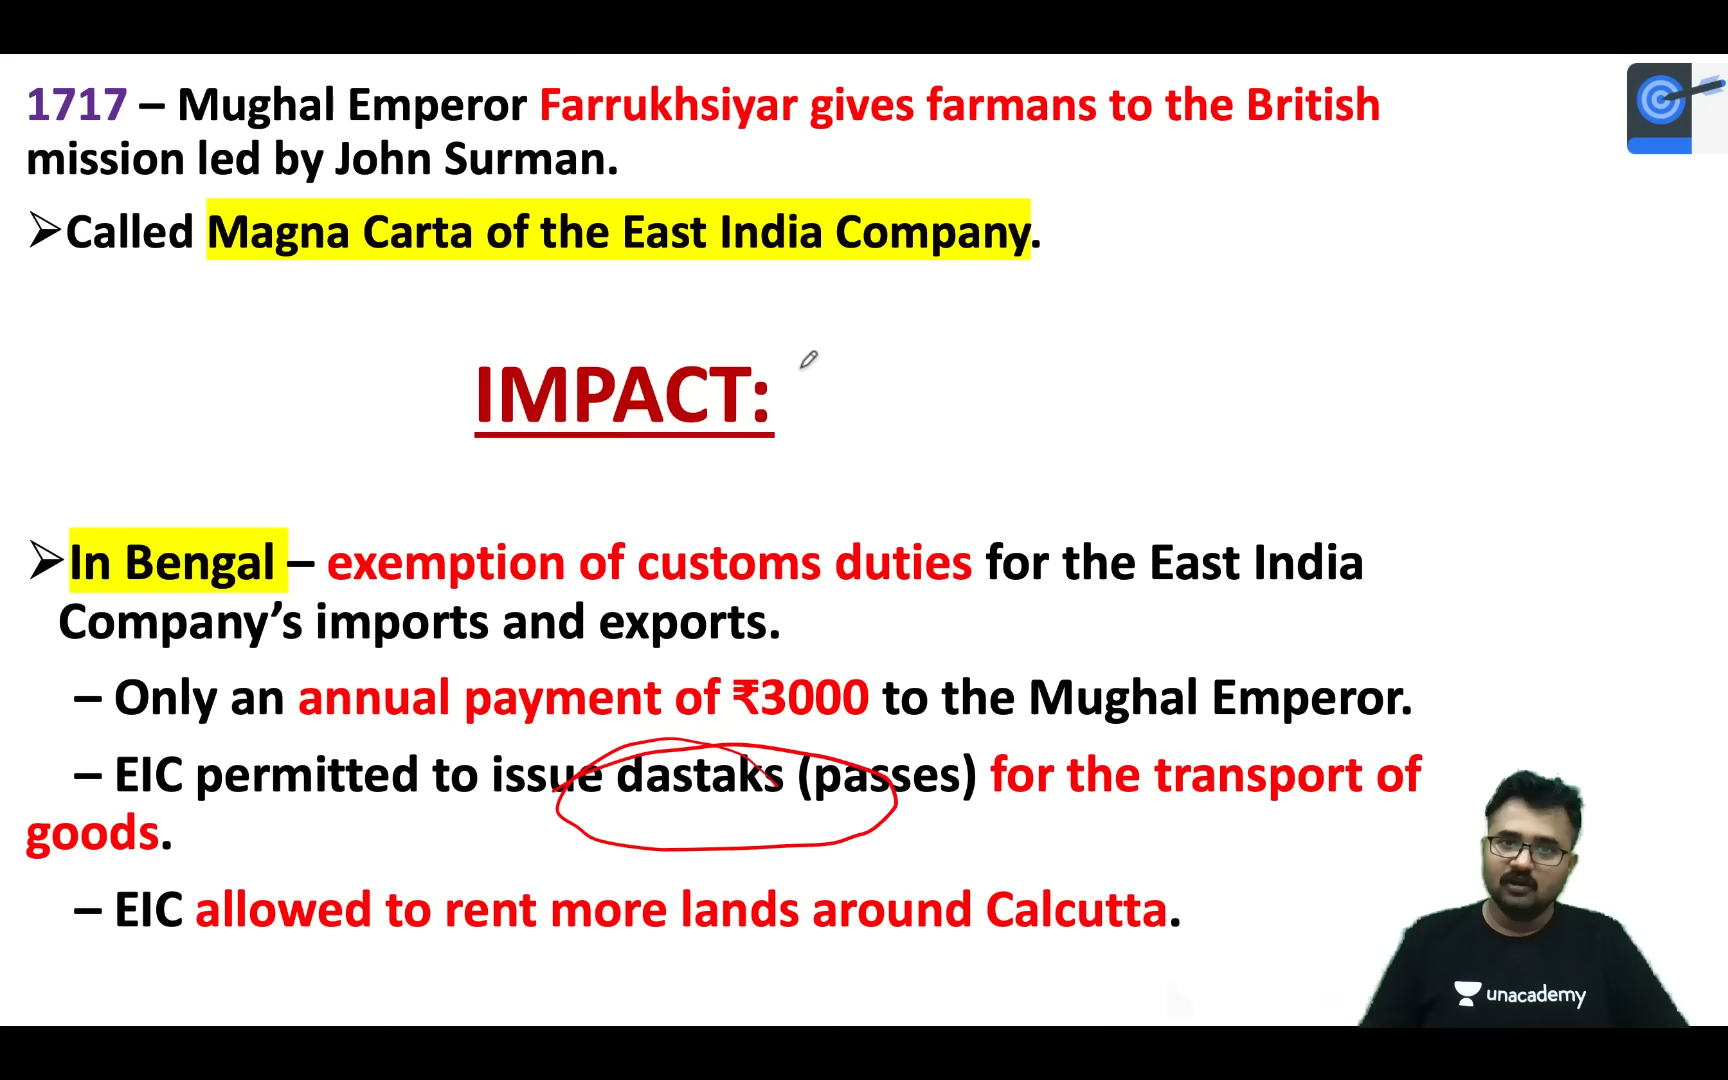 1717 – Mughal Emperor Farrukhsiyar gives farmans to the British
mission led by John Surman.
➢Called Magna Carta of the East India Company.
IMPACT:
➢In Bengal – exemption of customs duties for the East India
Company’s imports and exports.
– Only an annual payment of ₹3000 to the Mughal Emperor.
– EIC permitted to issue dastaks (passes) for the transport of
goods.
– EIC allowed to rent more lands around Calcutta.
unacademy